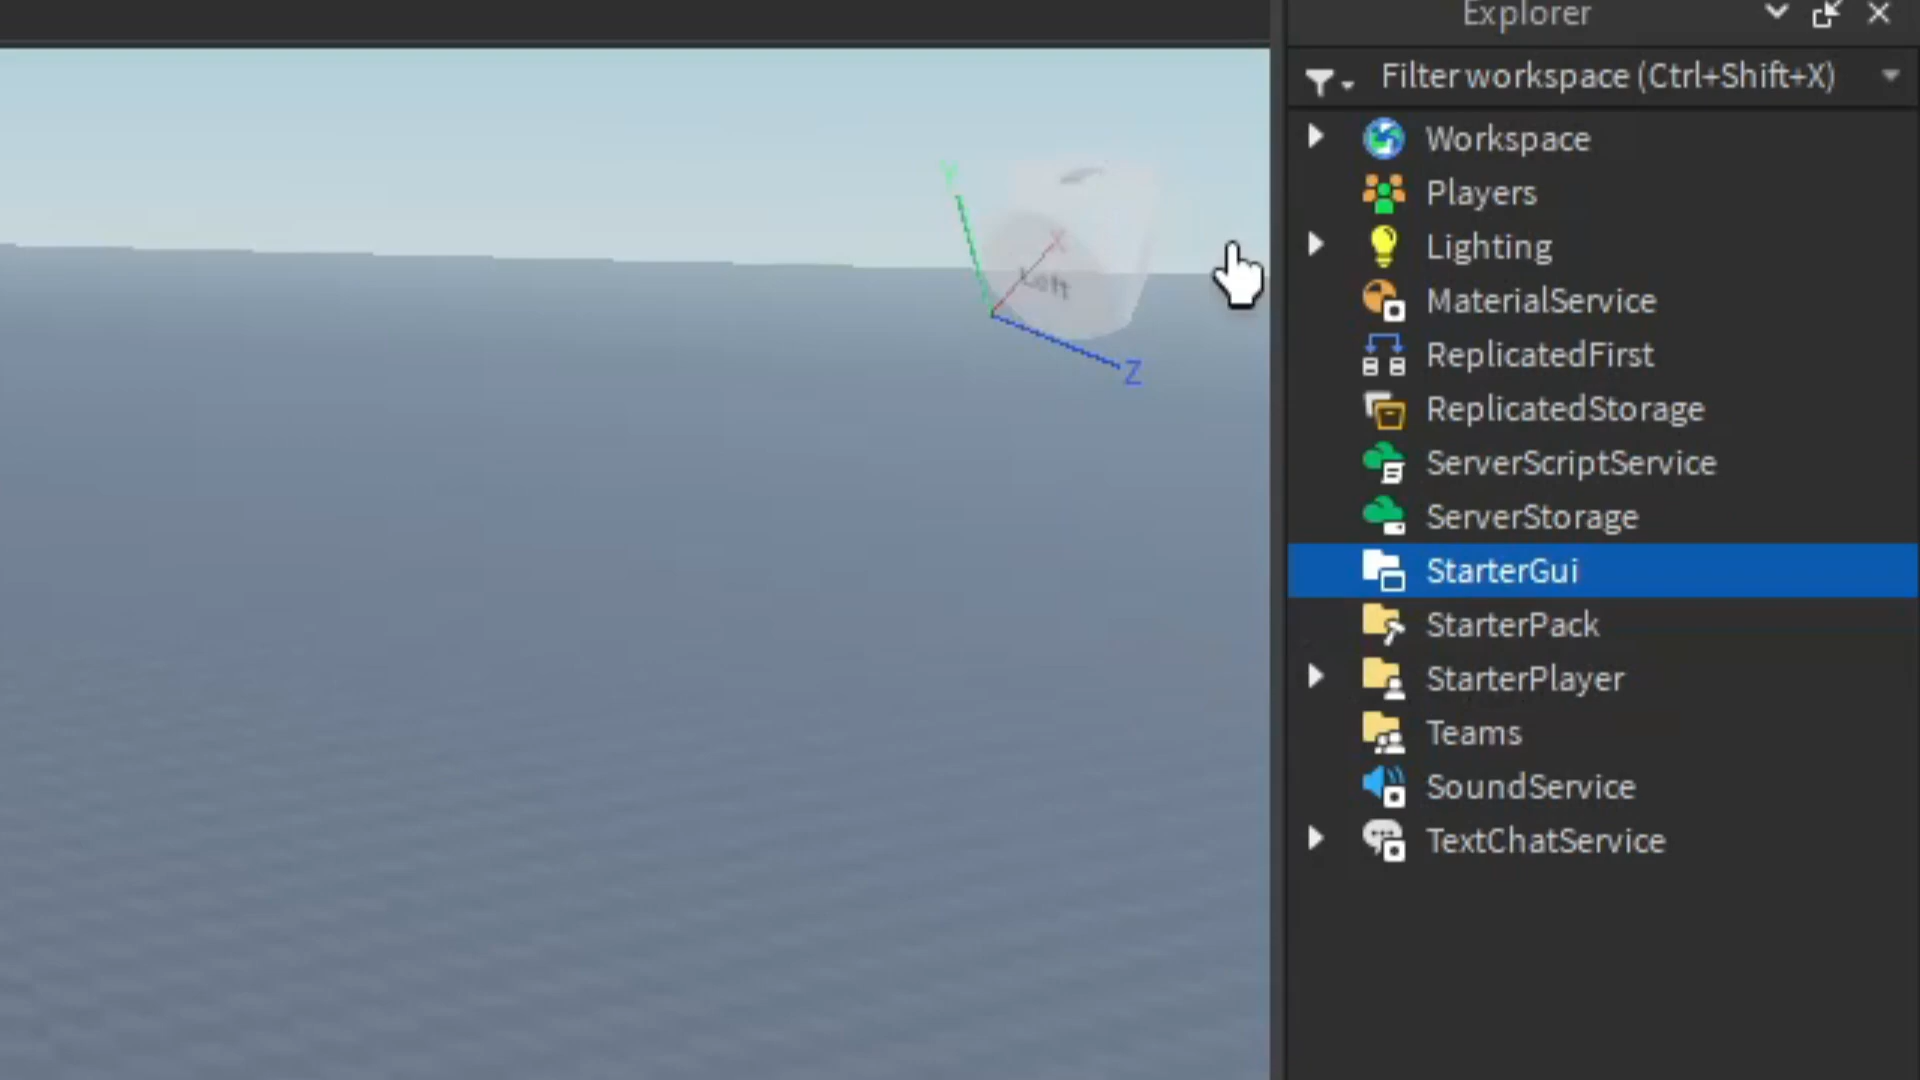 Explorer
Filter workspace (Ctrl+Shift+X)
Workspace
Players
Lighting
MaterialService
ReplicatedFirst
ReplicatedStorage
ServerScriptService
ServerStorage
StarterGui
StarterPack
StarterPlayer
Teams
SoundService
TextChatService
Y
X
Left
Z